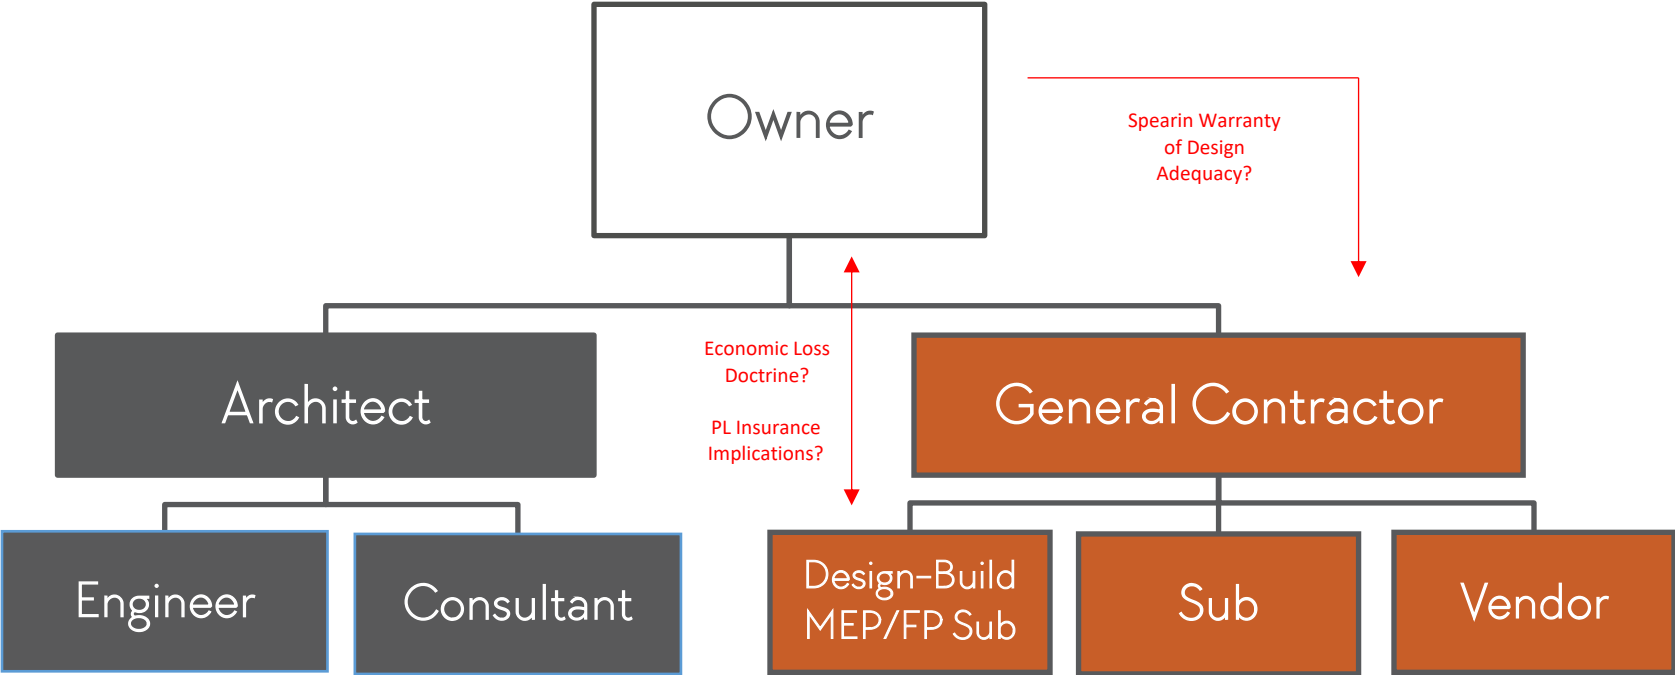 Owner
Spearin Warranty
of Design
Adequacy?
Economic Loss
Doctrine?
PL Insurance
Implications?
Architect
General Contractor
Engineer
Consultant
Design-Build
MEP/FP Sub
Sub
Vendor